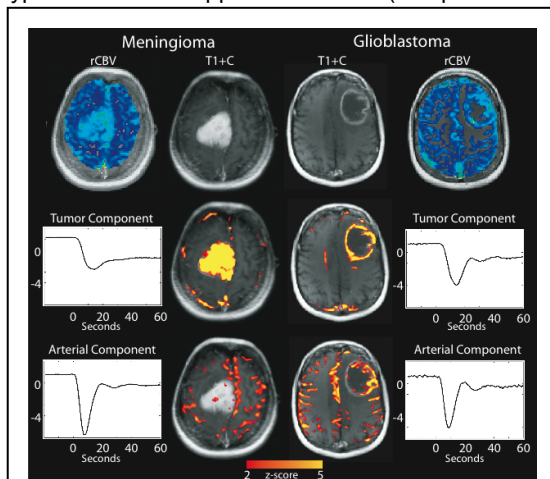 Meningioma Glioblastoma
rCBV T1+C T1+C rCBV
Tumor Component Tumor Component
0 0
-4 -4
0 20 40 60 0 20 40 60
Seconds Seconds
Arterial Component Arterial Component
0 0
-4 -4
0 20 40 60 0 20 40 60
Seconds Seconds
2 z-score 5